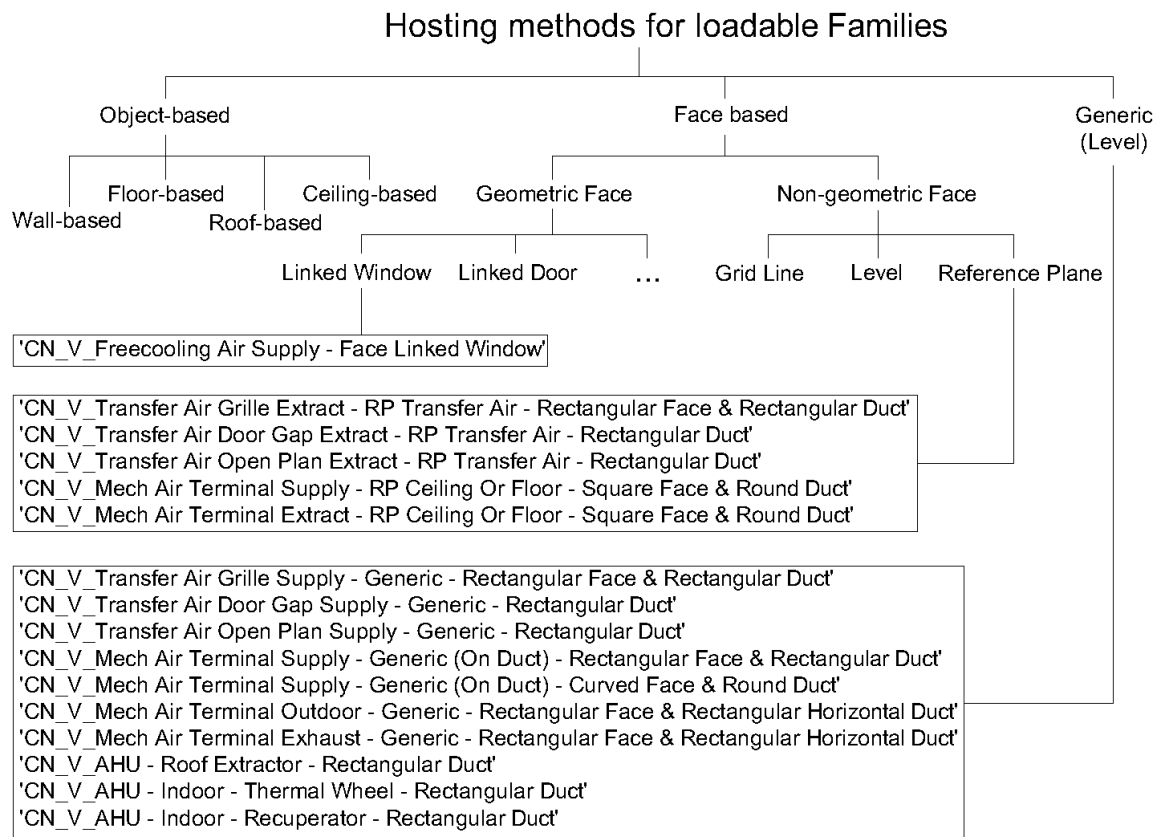 Hosting methods for loadable Families
Object-based
Face based
Generic
(Level)
Wall-based
Floor-based
Roof-based
Ceiling-based
Geometric Face
Non-geometric Face
Linked Window
Linked Door
...
Grid Line
Level
Reference Plane
'CN_V_Freecooling Air Supply - Face Linked Window'
'CN_V_Transfer Air Grille Extract - RP Transfer Air - Rectangular Face & Rectangular Duct'
'CN_V_Transfer Air Door Gap Extract - RP Transfer Air - Rectangular Duct'
'CN_V_Transfer Air Open Plan Extract - RP Transfer Air - Rectangular Duct'
'CN_V_Mech Air Terminal Supply - RP Ceiling Or Floor - Square Face & Round Duct'
'CN_V_Mech Air Terminal Extract - RP Ceiling Or Floor - Square Face & Round Duct'
'CN_V_Transfer Air Grille Supply - Generic - Rectangular Face & Rectangular Duct'
'CN_V_Transfer Air Door Gap Supply - Generic - Rectangular Duct'
'CN_V_Transfer Air Open Plan Supply - Generic - Rectangular Duct'
'CN_V_Mech Air Terminal Supply - Generic (On Duct) - Rectangular Face & Rectangular Duct'
'CN_V_Mech Air Terminal Supply - Generic (On Duct) - Curved Face & Round Duct'
'CN_V_Mech Air Terminal Outdoor - Generic - Rectangular Face & Rectangular Horizontal Duct'
'CN_V_Mech Air Terminal Exhaust - Generic - Rectangular Face & Rectangular Horizontal Duct'
'CN_V_AHU - Roof Extractor - Rectangular Duct'
'CN_V_AHU - Indoor - Thermal Wheel - Rectangular Duct'
'CN_V_AHU - Indoor - Recuperator - Rectangular Duct'